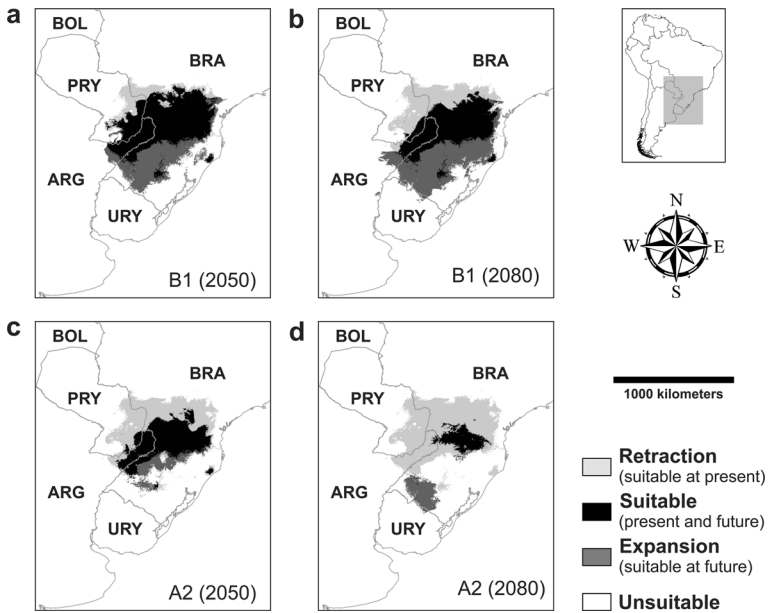 a
BOL
BRA
PRY
ARG
URY
B1 (2050)
b
BOL
BRA
PRY
ARG
URY
B1 (2080)
N
W E
S
c
BOL
BRA
PRY
ARG
URY
A2 (2050)
d
BOL
BRA
PRY
ARG
URY
A2 (2080)
1000 kilometers
Retraction
(suitable at present)
Suitable
(present and future)
Expansion
(suitable at future)
Unsuitable